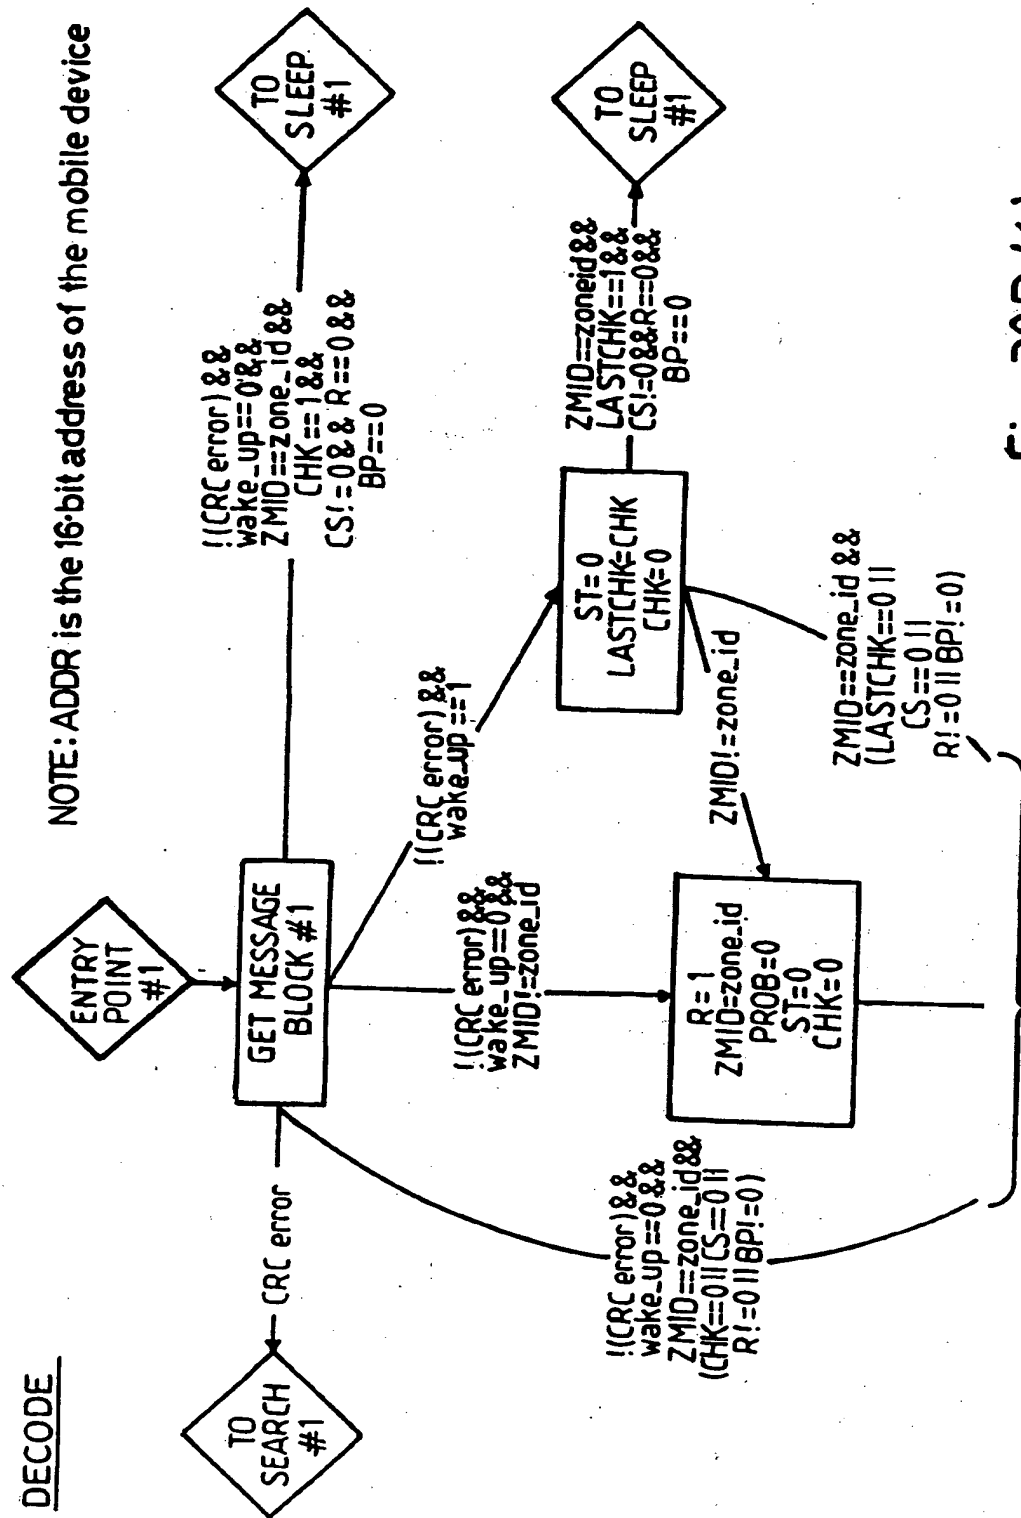 DECODE
NOTE: ADDR is the 16-bit address of the mobile device
ENTRY
POINT
#1
GET MESSAGE
BLOCK #1
CRC error
TO
SEARCH
#1
!(CRC error) &&
wake_up==0 &&
ZMID==zone_id &&
CHK==1 &&
CS!=0 && R==0 &&
BP==0
TO
SLEEP
#1
!(CRC error) &&
wake_up==1
!(CRC error) &&
wake_up==0 &&
ZMID!=zone_id
ST=0
LASTCHK=CHK
CHK=0
ZMID==zoneid &&
LASTCHK==1 &&
CS!=0 && R==0 &&
BP==0
TO
SLEEP
#1
ZMID!=zone_id
R=1
ZMID=zone_id
PROB=0
ST=0
CHK=0
!(CRC error) &&
wake_up==0 &&
ZMID==zone_id &&
(CHK==0 || CS==0 ||
R!=0 || BP!=0)
ZMID==zone_id &&
(LASTCHK==0 ||
CS==0 ||
R!=0 || BP!=0)